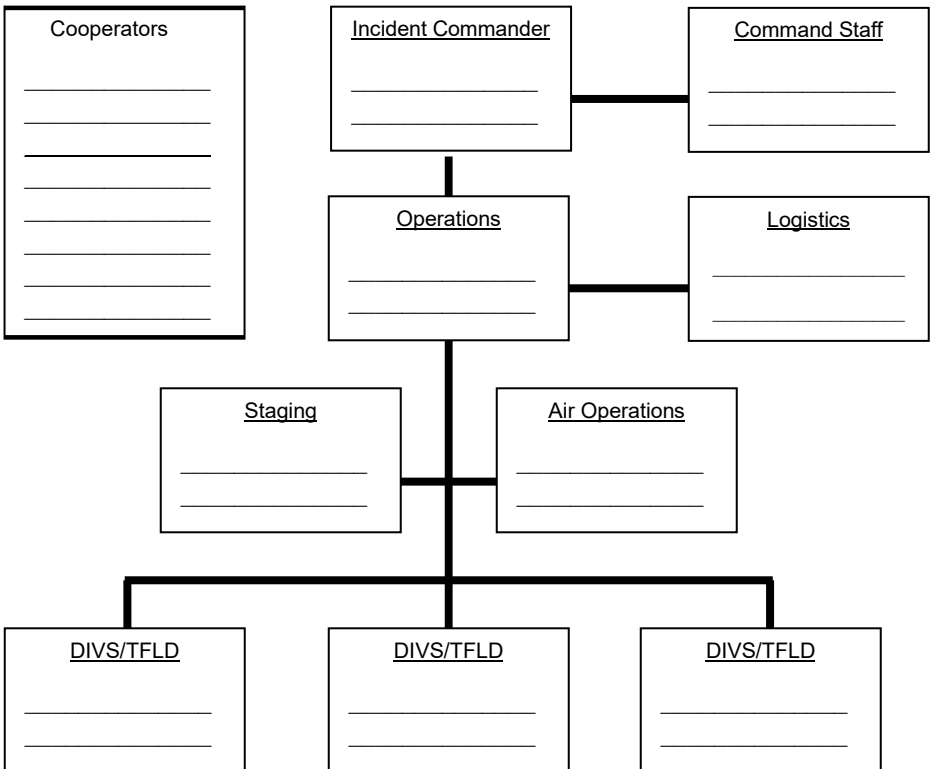 Cooperators
Incident Commander
Command Staff
Operations
Logistics
Staging
Air Operations
DIVS/TFLD
DIVS/TFLD
DIVS/TFLD